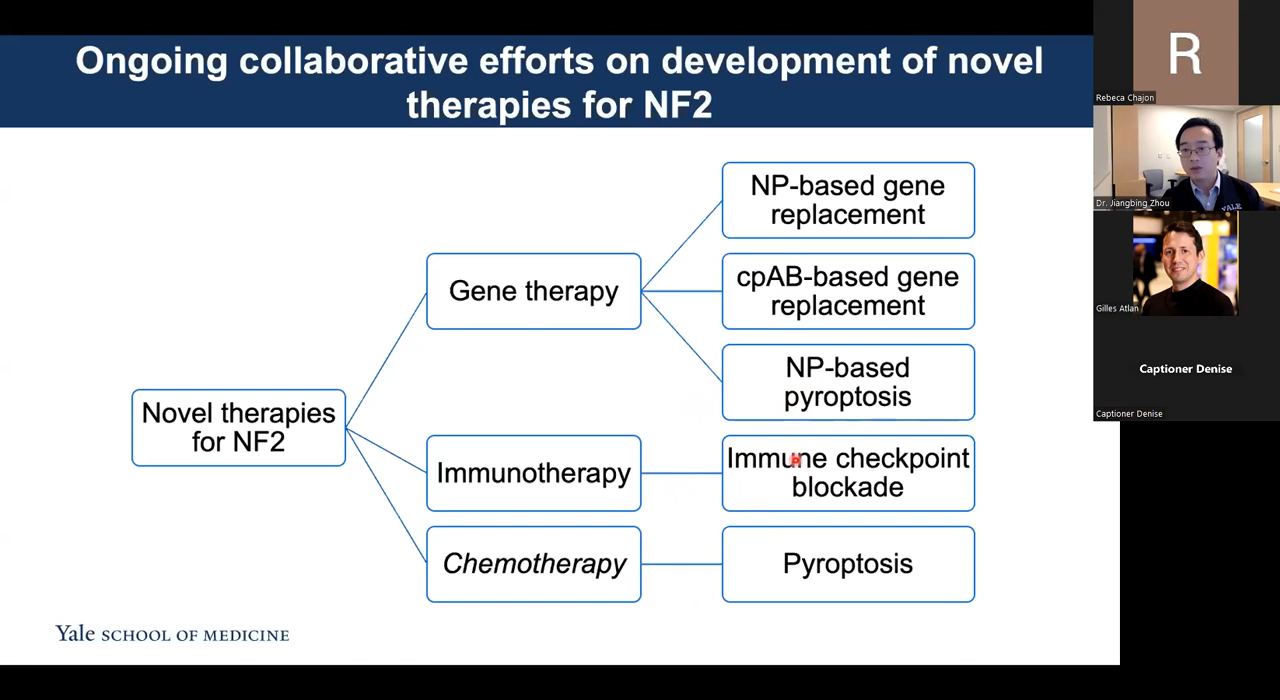 Ongoing collaborative efforts on development of novel
therapies for NF2
Novel therapies
for NF2
Gene therapy
NP-based gene
replacement
cpAB-based gene
replacement
NP-based
pyroptosis
Immunotherapy
Immune checkpoint
blockade
Chemotherapy
Pyroptosis
Yale SCHOOL OF MEDICINE
R
Rebeca Chajon
YALE
Dr. Jiangbing Zhou
Gilles Atlan
Captioner Denise
Captioner Denise